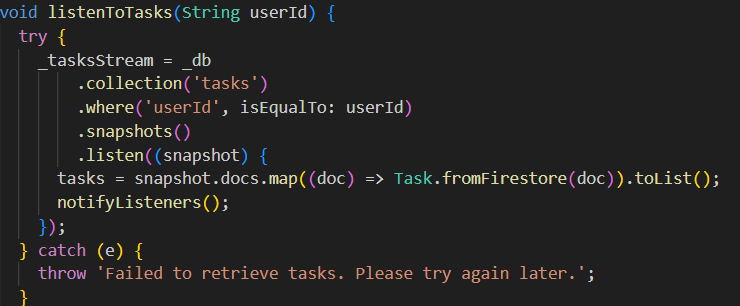 void listenToTasks(String userId) {
try {
_tasksStream = _db
.collection('tasks')
.where('userId', isEqualTo: userId)
.snapshots()
.listen((snapshot) {
tasks = snapshot.docs.map((doc) => Task.fromFirestore(doc)).toList();
notifyListeners();
});
} catch (e) {
throw 'Failed to retrieve tasks. Please try again later.';
}